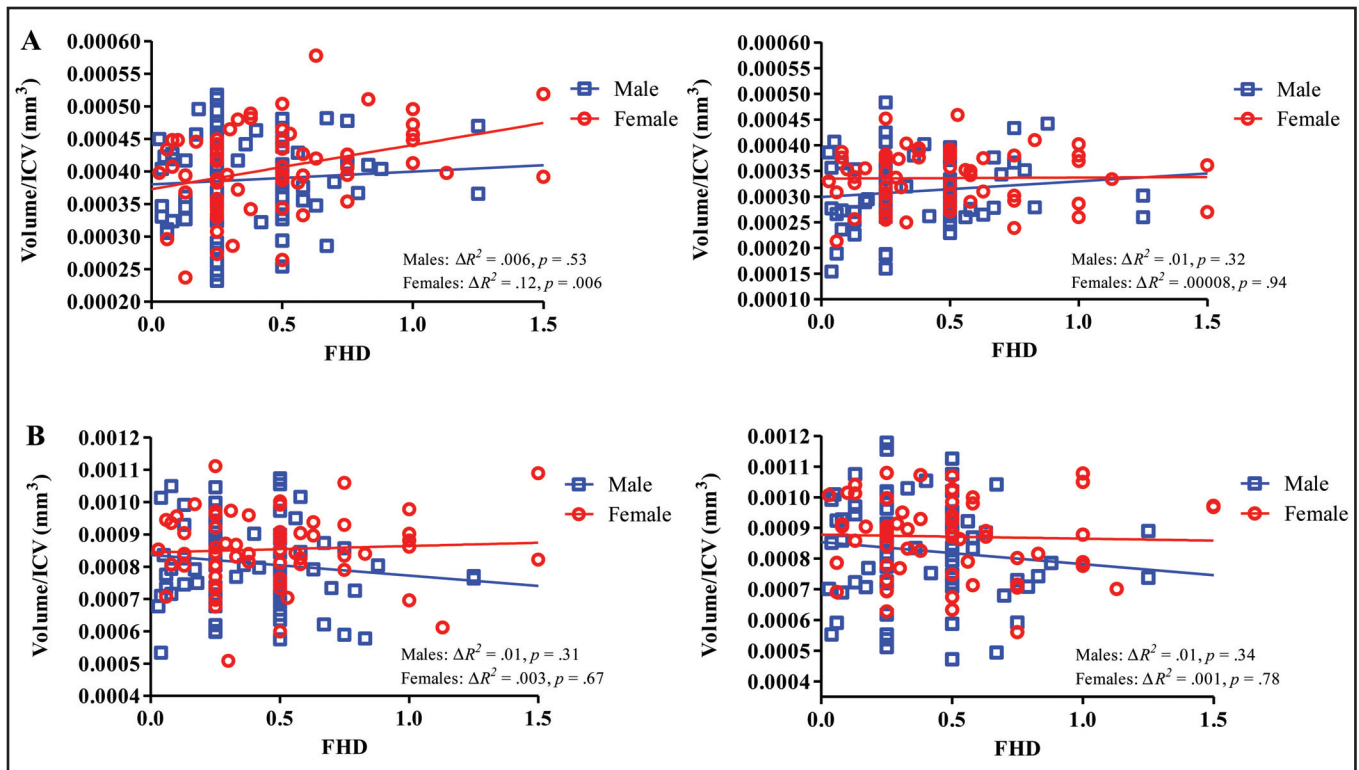 A
0.00060
0.00055
0.00050
0.00045
0.00040
0.00035
0.00030
0.00025
0.00020
Volume/ICV (mm³)
Male
Female
Males: ΔR² = .006, p = .53
Females: ΔR² = .12, p = .006
0.0 0.5 1.0 1.5
FHD
0.00060
0.00050
0.00045
0.00040
0.00035
0.00030
0.00025
0.00020
0.00015
0.00010
Volume/ICV (mm³)
Male
Female
Males: ΔR² = .01, p = .32
Females: ΔR² = .00008, p = .94
0.0 0.5 1.0 1.5
FHD
B
0.0012
0.0011
0.0010
0.0009
0.0008
0.0007
0.0006
0.0005
0.0004
Volume/ICV (mm³)
Male
Female
Males: ΔR² = .01, p = .31
Females: ΔR² = .003, p = .67
0.0 0.5 1.0 1.5
FHD
0.0012
0.0011
0.0010
0.0009
0.0008
0.0007
0.0006
0.0005
0.0004
Volume/ICV (mm³)
Male
Female
Males: ΔR² = .01, p = .34
Females: ΔR² = .001, p = .78
0.0 0.5 1.0 1.5
FHD